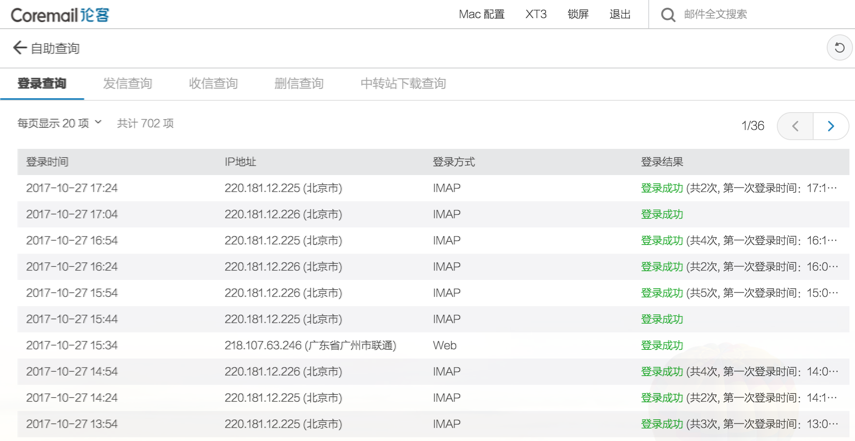 Coremail论客 Mac 配置 XT3 锁屏 退出 邮件全文搜索
自助查询
登录查询 发信查询 收信查询 删信查询 中转站下载查询
每页显示 20 项 共计 702 项 1/36
登录时间 IP地址 登录方式 登录结果
2017-10-27 17:24 220.181.12.225 (北京市) IMAP 登录成功 (共2次, 第一次登录时间：17:1…
2017-10-27 17:04 220.181.12.226 (北京市) IMAP 登录成功
2017-10-27 16:54 220.181.12.225 (北京市) IMAP 登录成功 (共4次, 第一次登录时间：16:1…
2017-10-27 16:24 220.181.12.226 (北京市) IMAP 登录成功 (共2次, 第一次登录时间：16:0…
2017-10-27 15:54 220.181.12.226 (北京市) IMAP 登录成功 (共5次, 第一次登录时间：15:0…
2017-10-27 15:44 220.181.12.225 (北京市) IMAP 登录成功
2017-10-27 15:34 218.107.63.246 (广东省广州市联通) Web 登录成功
2017-10-27 14:54 220.181.12.226 (北京市) IMAP 登录成功 (共4次, 第一次登录时间：14:0…
2017-10-27 14:24 220.181.12.225 (北京市) IMAP 登录成功 (共2次, 第一次登录时间：14:1…
2017-10-27 13:54 220.181.12.225 (北京市) IMAP 登录成功 (共3次, 第一次登录时间：13:0…